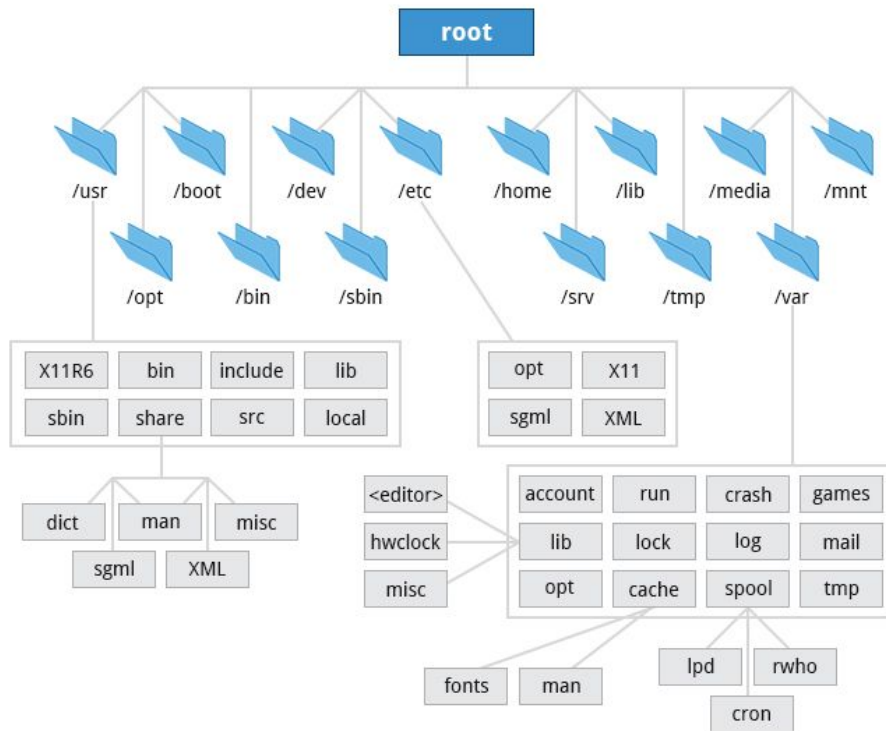 root
/usr
/boot
/dev
/etc
/home
/lib
/media
/mnt
/opt
/bin
/sbin
/srv
/tmp
/var
X11R6 bin include lib
sbin share src local
opt X11
sgml XML
dict man misc
sgml XML
<editor>
hwclock
misc
account run crash games
lib lock log mail
opt cache spool tmp
fonts man
lpd rwho
cron